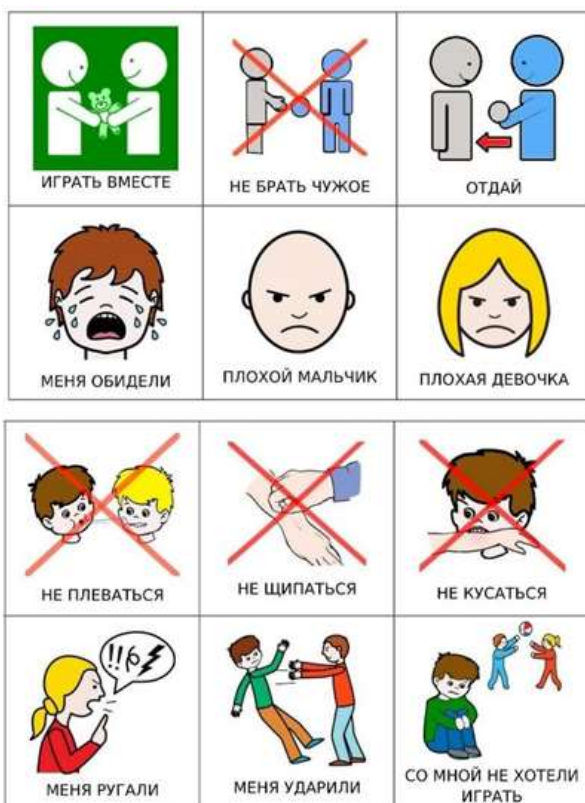 ИГРАТЬ ВМЕСТЕ
НЕ БРАТЬ ЧУЖОЕ
ОТДАЙ
МЕНЯ ОБИДЕЛИ
ПЛОХОЙ МАЛЬЧИК
ПЛОХАЯ ДЕВОЧКА
НЕ ПЛЕВАТЬСЯ
НЕ ЩИПАТЬСЯ
НЕ КУСАТЬСЯ
МЕНЯ РУГАЛИ
МЕНЯ УДАРИЛИ
СО МНОЙ НЕ ХОТЕЛИ
ИГРАТЬ